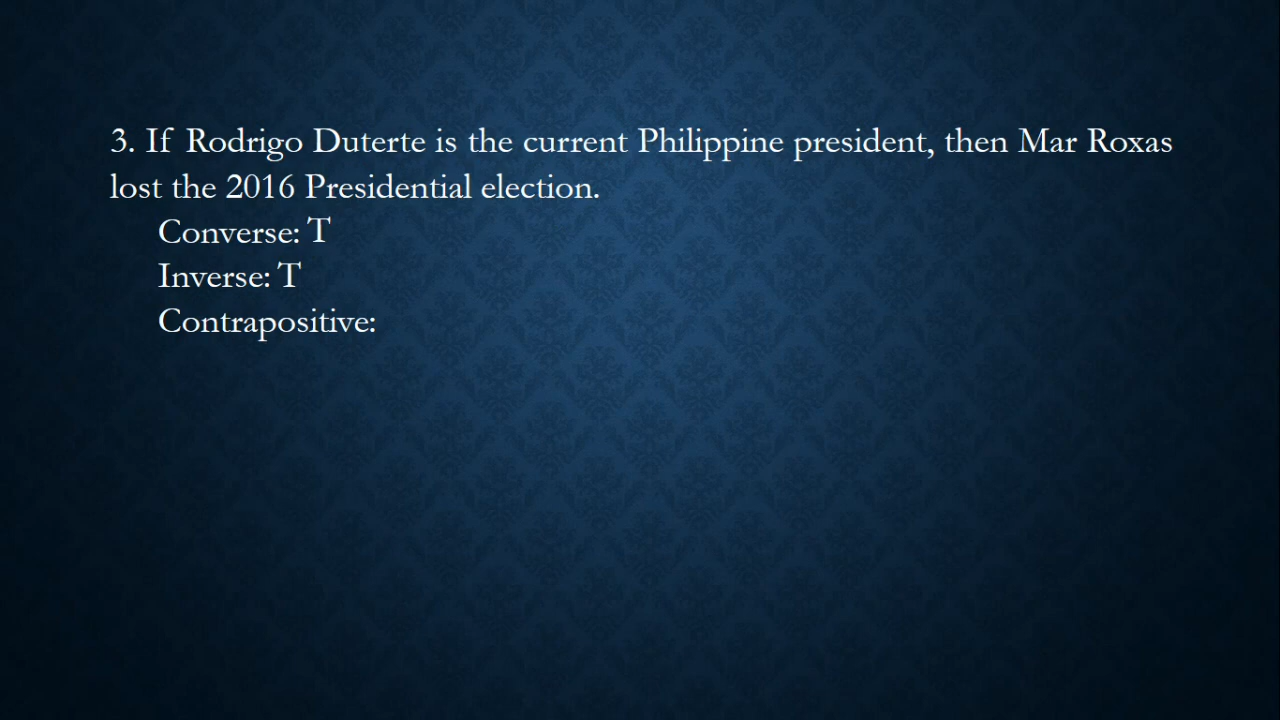 3. If Rodrigo Duterte is the current Philippine president, then Mar Roxas
lost the 2016 Presidential election.
Converse: T
Inverse: T
Contrapositive: